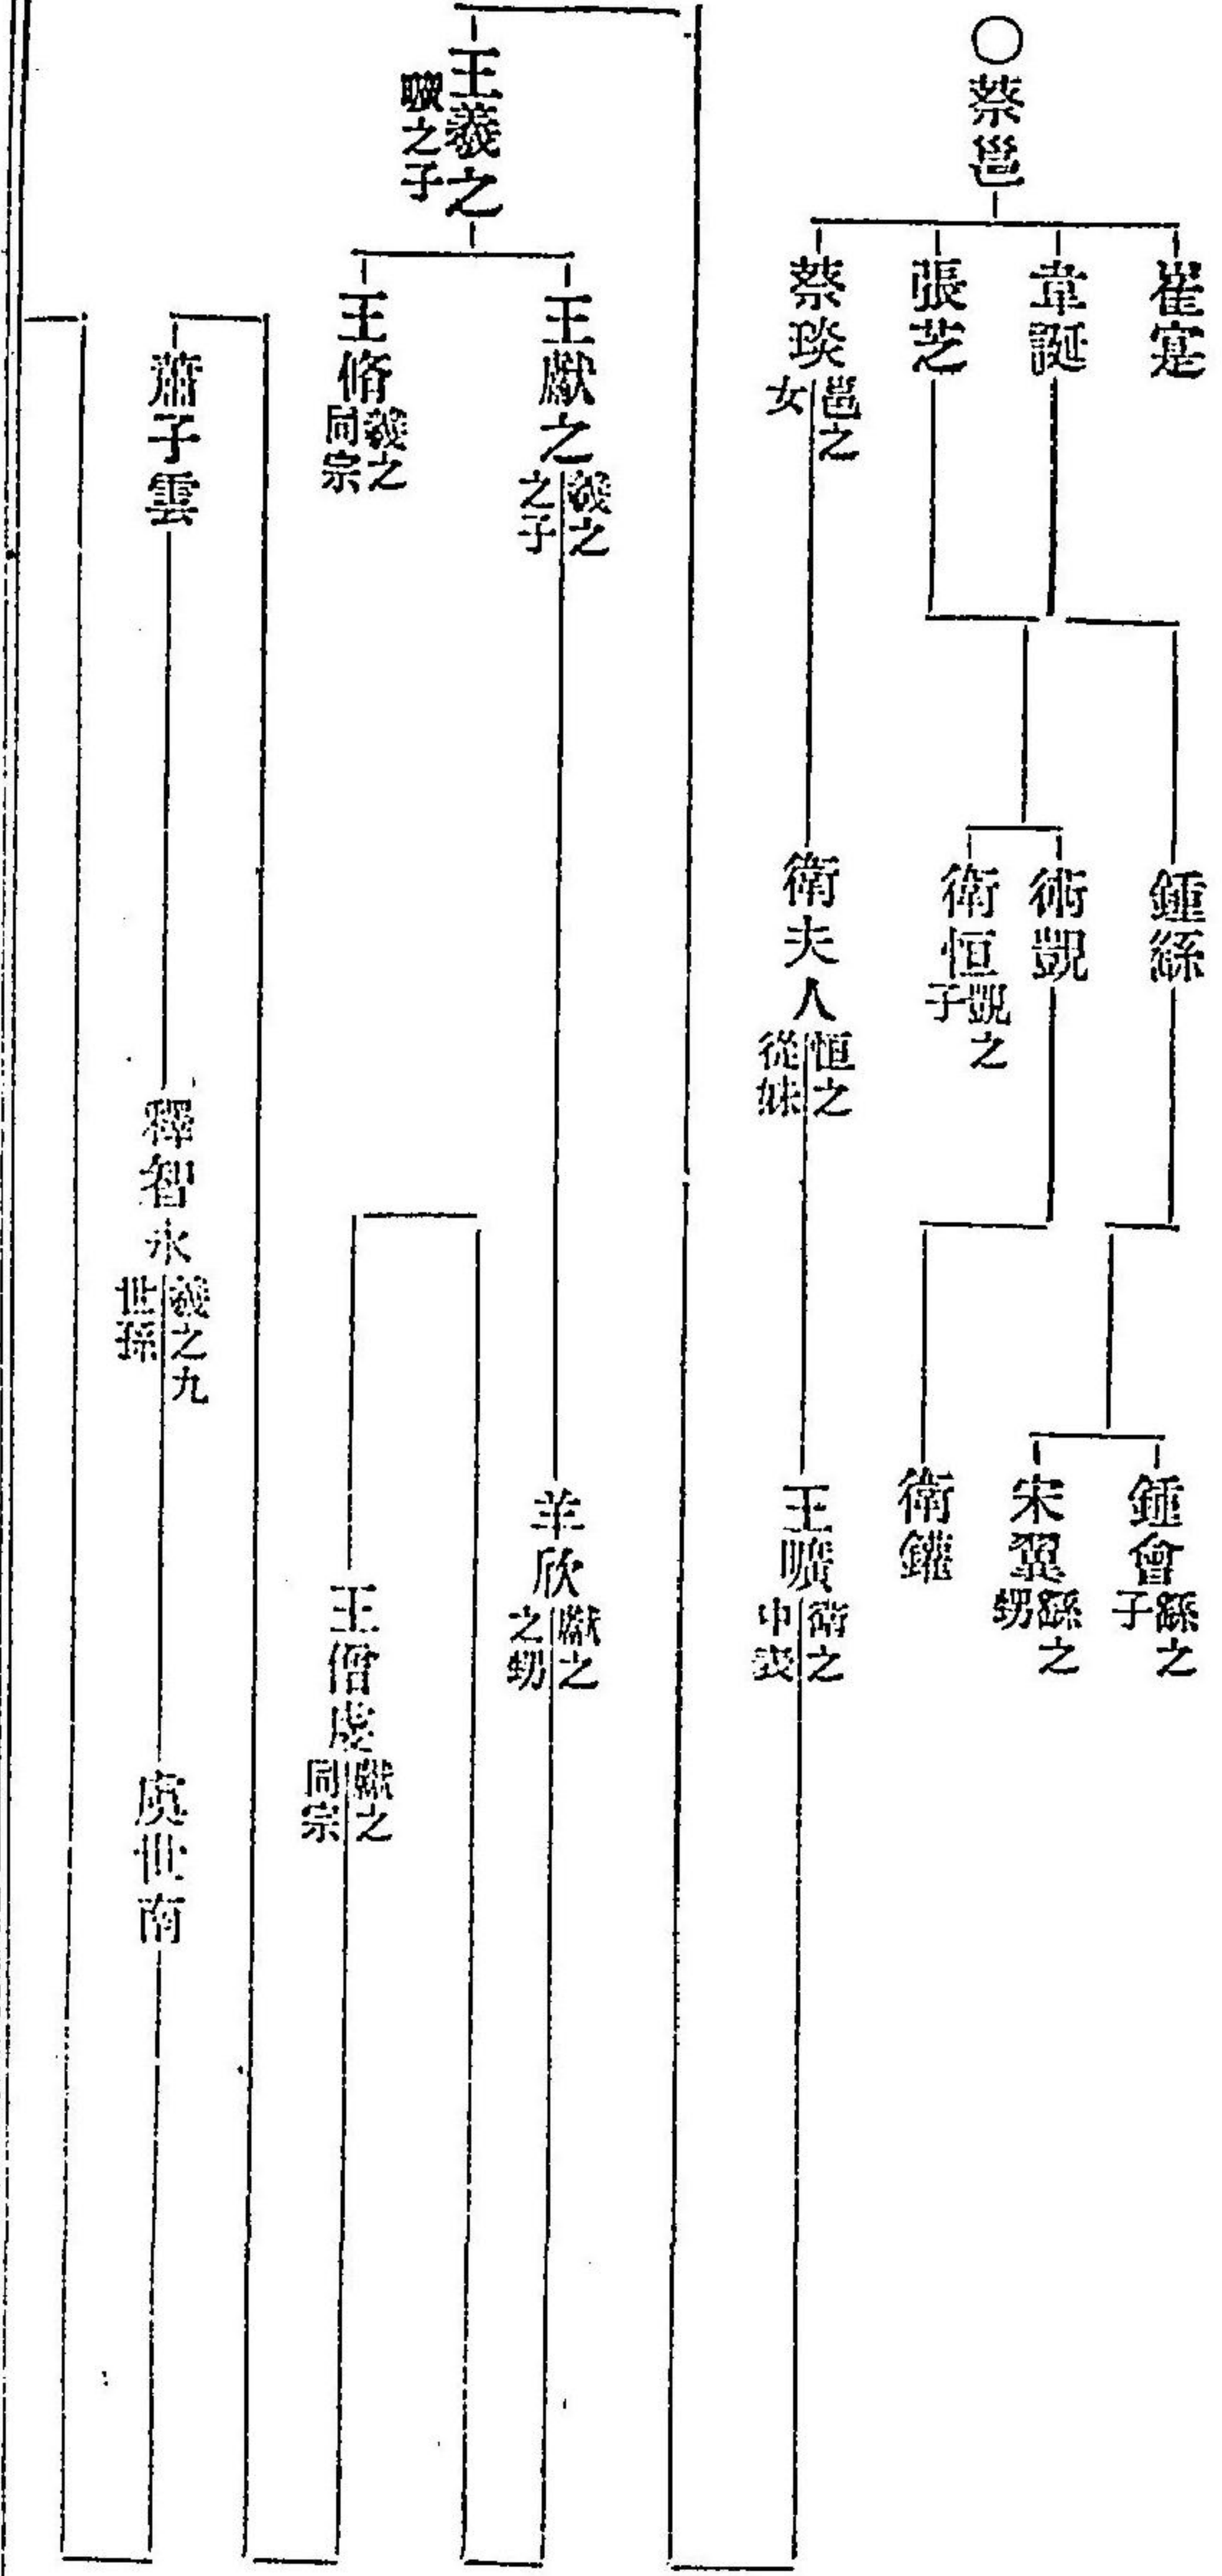 〇蔡邕
崔寔
韋誕
張芝
蔡琰 邕之女
鍾繇
衛覬
衛恒 覬之子
衛夫人 恒之從妹
鍾會 繇之子
宋翼 繇之甥
衛鑵
王曠 衛之中表
王羲之 曠之子
王獻之 羲之之子
王脩 羲之同宗
羊欣 獻之之甥
王僧虔 獻之同宗
蕭子雲
釋智永 羲之九世孫
虞世南